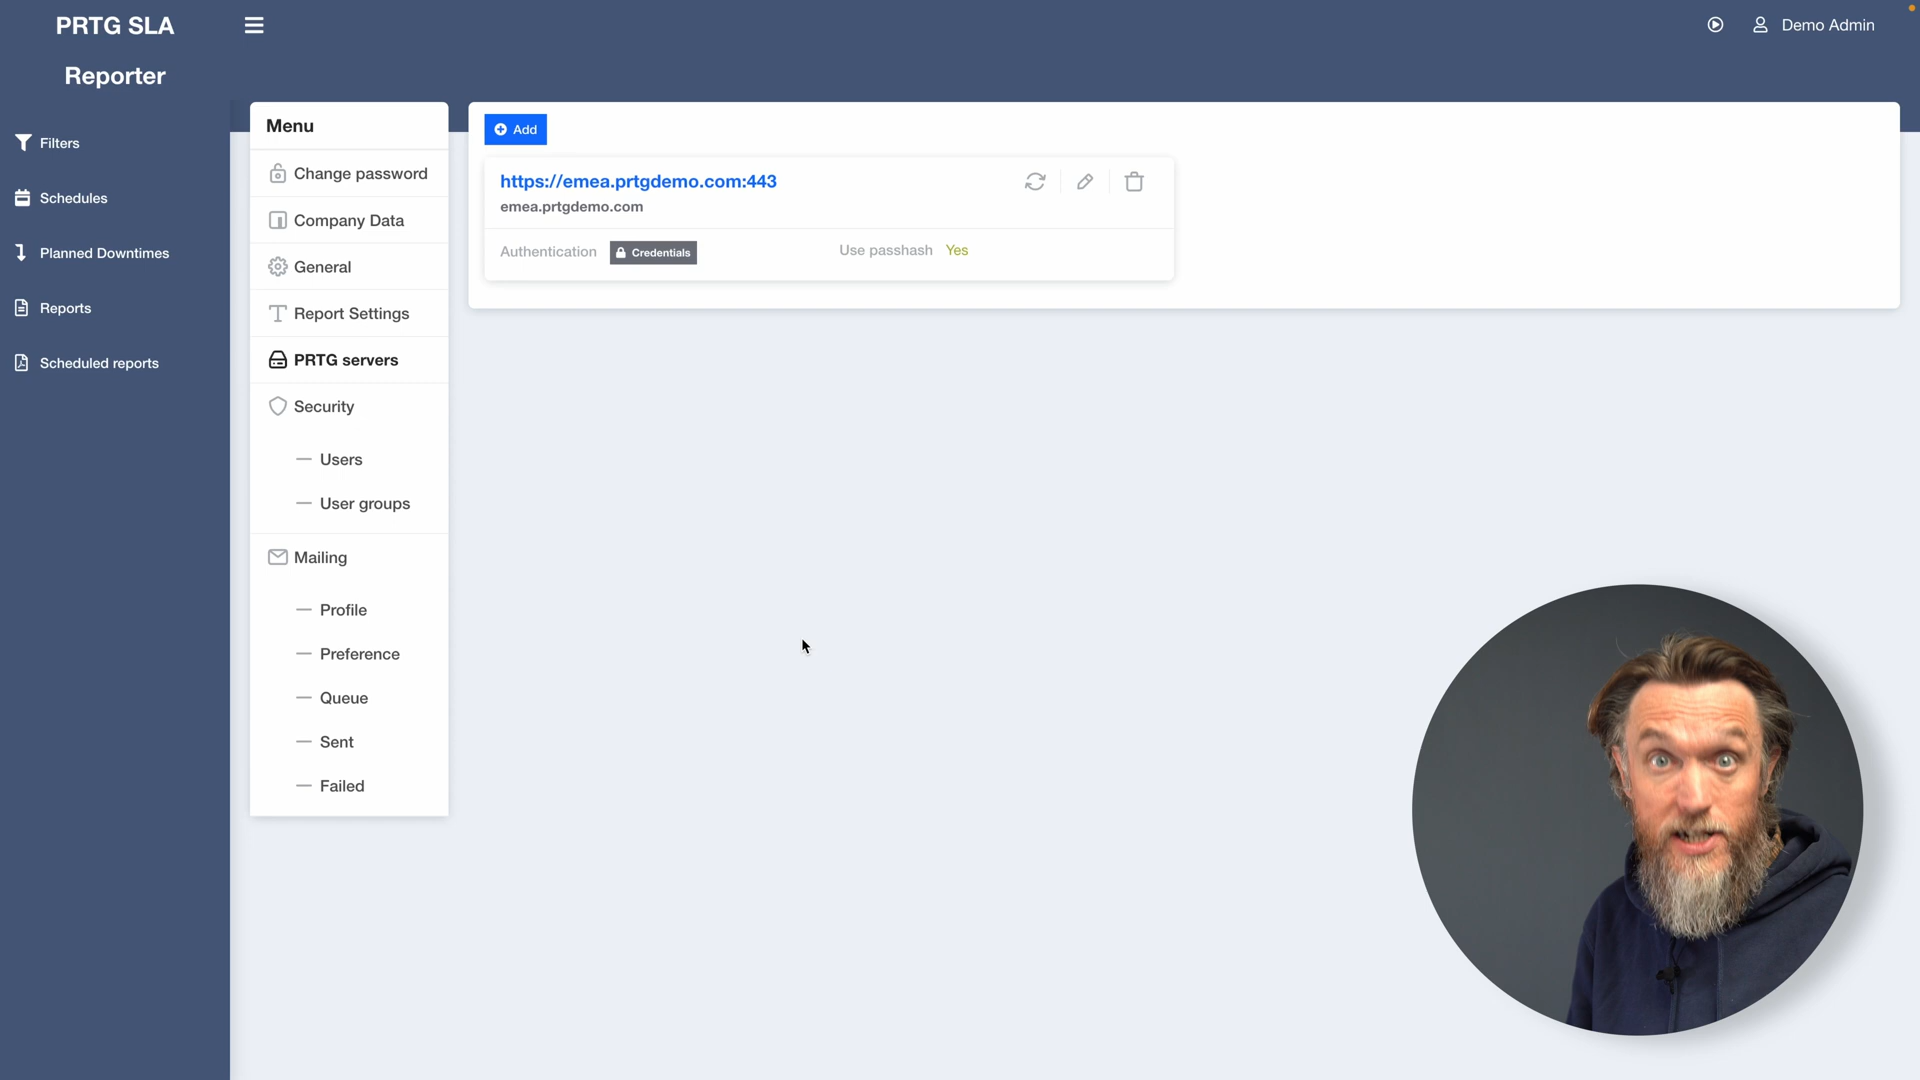 PRTG SLA
Reporter
Demo Admin
Filters
Schedules
Planned Downtimes
Reports
Scheduled reports
Menu
Change password
Company Data
General
Report Settings
PRTG servers
Security
Users
User groups
Mailing
Profile
Preference
Queue
Sent
Failed
Add
https://emea.prtgdemo.com:443
emea.prtgdemo.com
Authentication Credentials Use passhash Yes